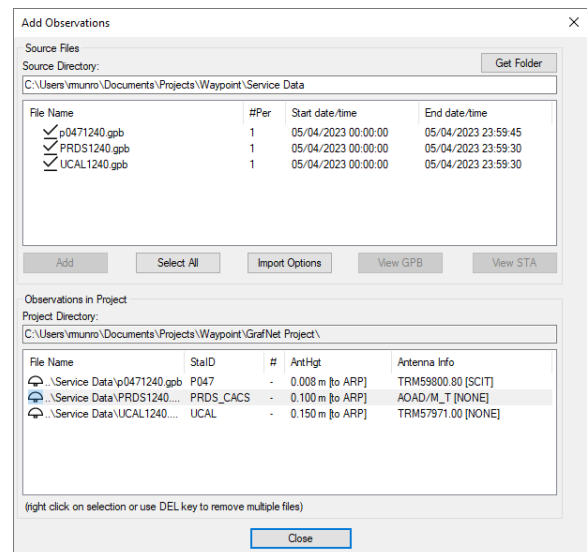 Add Observations
Source Files
Source Directory:
Get Folder
C:\Users\rmunro\Documents\Projects\Waypoint\Service Data
File Name #Per Start date/time End date/time
p0471240.gpb 1 05/04/2023 00:00:00 05/04/2023 23:59:45
PRDS1240.gpb 1 05/04/2023 00:00:00 05/04/2023 23:59:30
UCAL1240.gpb 1 05/04/2023 00:00:00 05/04/2023 23:59:30
Add Select All Import Options View GPB View STA
Observations in Project
Project Directory:
C:\Users\rmunro\Documents\Projects\Waypoint\GrafNet Project\
File Name StaID # AntHgt Antenna Info
..\Service Data\p0471240.gpb P047 - 0.008 m [to ARP] TRM59800.80 [SCIT]
..\Service Data\PRDS1240.... PRDS_CACS - 0.100 m [to ARP] AOAD/M_T [NONE]
..\Service Data\UCAL1240.... UCAL - 0.150 m [to ARP] TRM57971.00 [NONE]
(right click on selection or use DEL key to remove multiple files)
Close